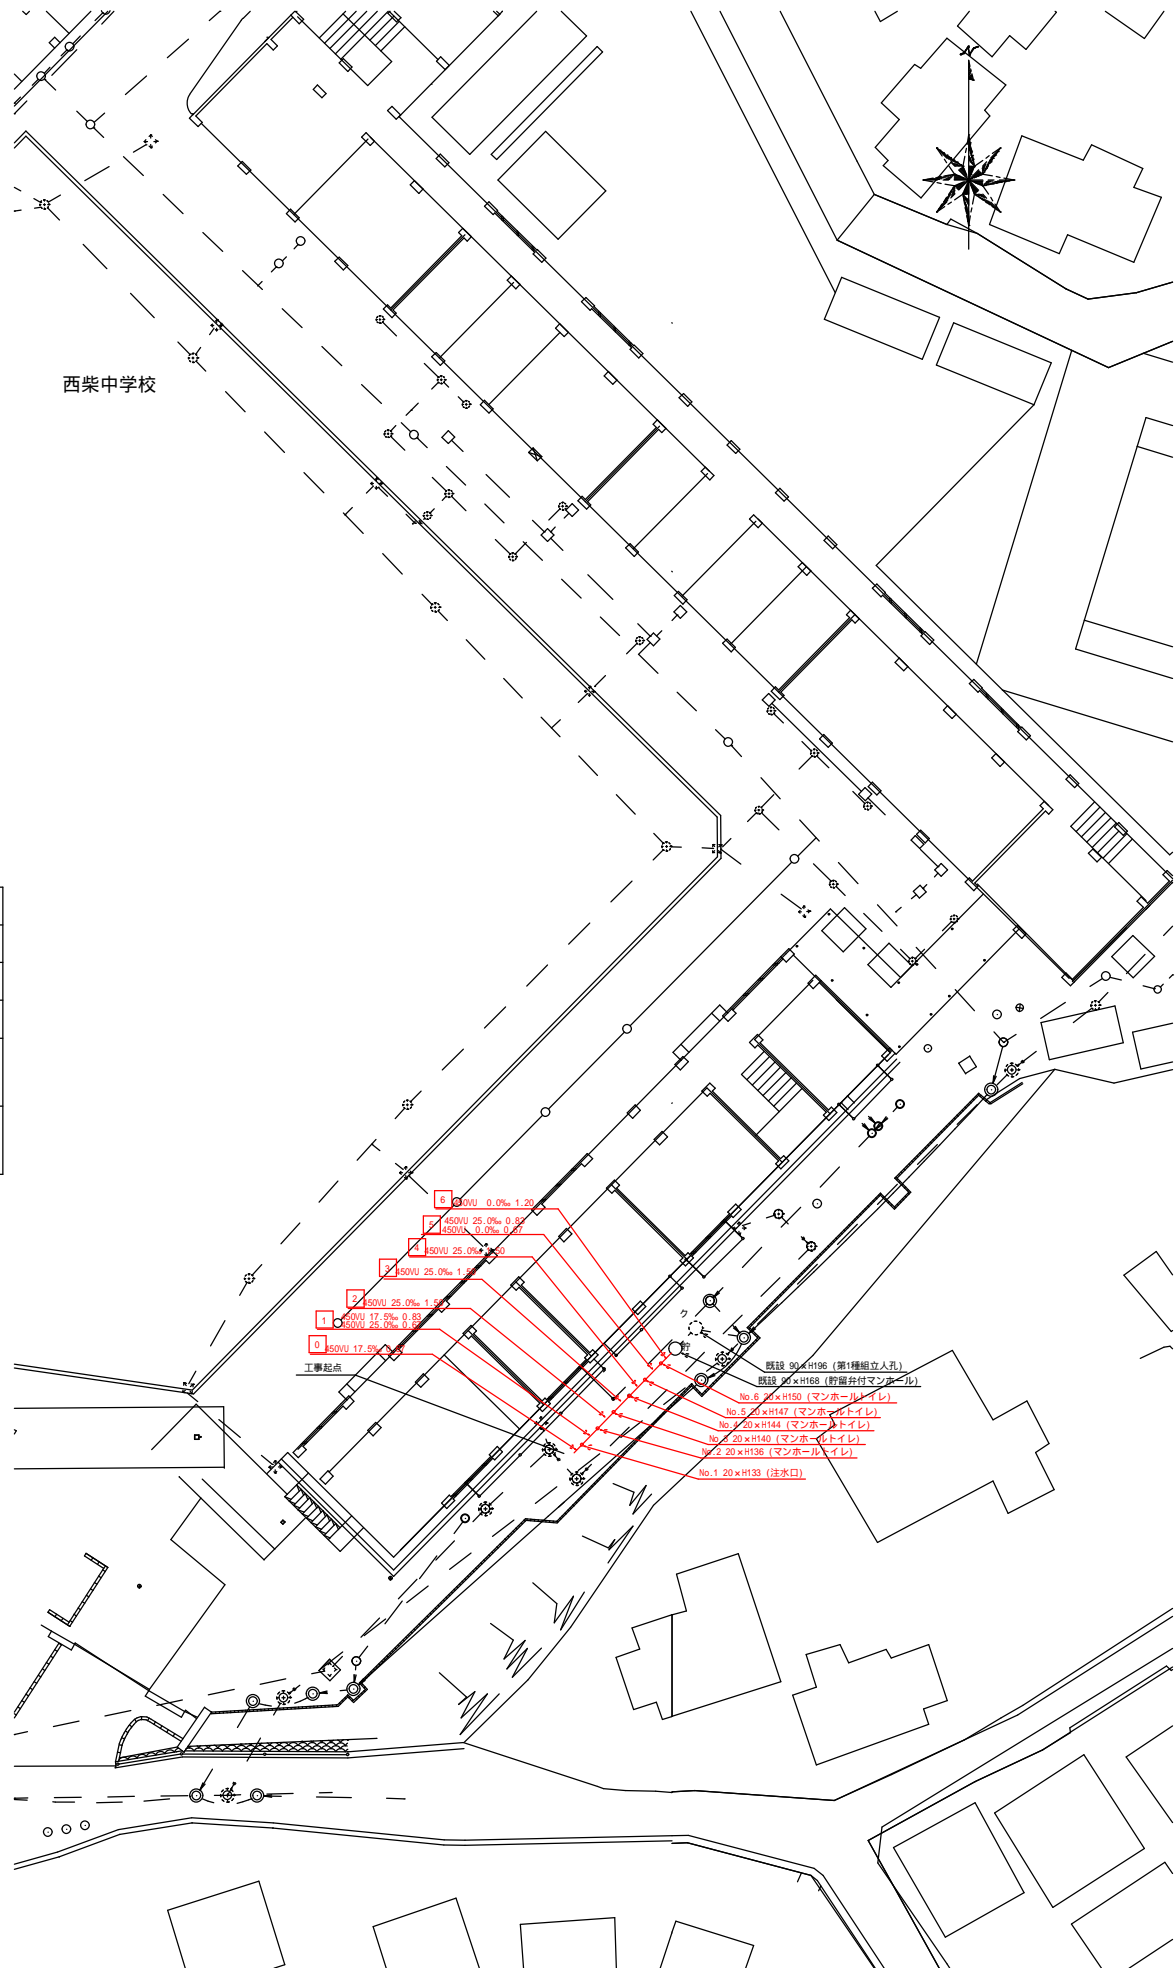 N
西柴中学校
6
450VU 0.0‰ 1.20
5
450VU 25.0‰ 0.83
450VU 0.0‰ 0.67
4
450VU 25.0‰ 1.50
3
450VU 25.0‰ 1.50
2
450VU 25.0‰ 1.50
1
450VU 17.5‰ 0.83
450VU 25.0‰ 0.67
0
450VU 17.5‰
工事起点
既設 90×H196 (第1種組立人孔)
既設 90×H168 (貯留弁付マンホール)
No.6 20×H150 (マンホールトイレ)
No.5 20×H147 (マンホールトイレ)
No.4 20×H144 (マンホールトイレ)
No.3 20×H140 (マンホールトイレ)
No.2 20×H136 (マンホールトイレ)
No.1 20×H133 (注水口)